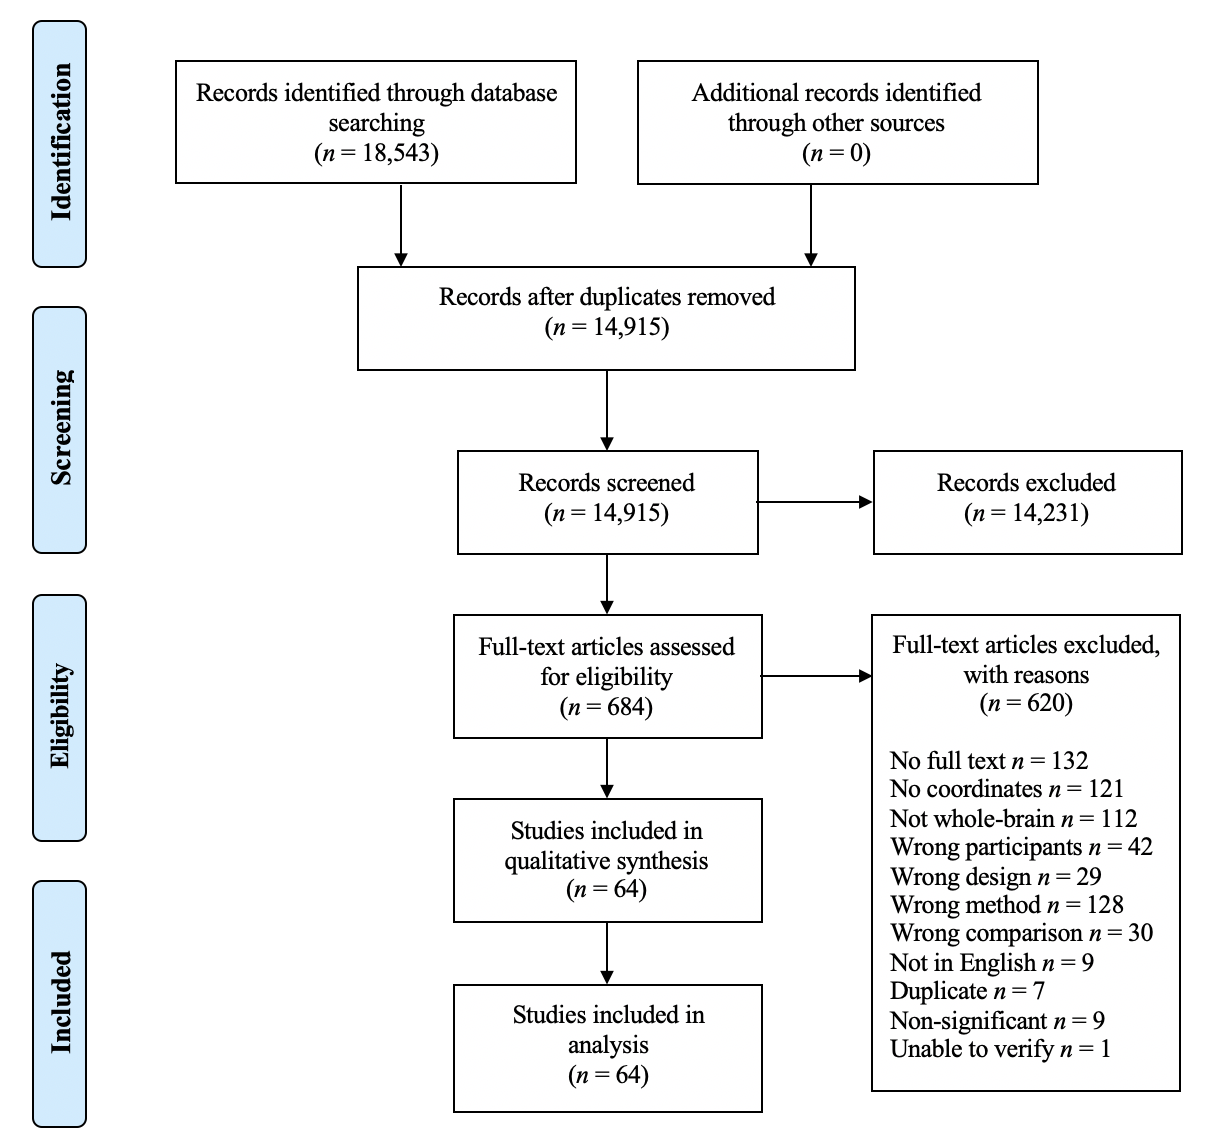 Identification
Records identified through database
searching
(n = 18,543)
Additional records identified
through other sources
(n = 0)
Records after duplicates removed
(n = 14,915)
Screening
Records screened
(n = 14,915)
Records excluded
(n = 14,231)
Eligibility
Full-text articles assessed
for eligibility
(n = 684)
Full-text articles excluded,
with reasons
(n = 620)
No full text n = 132
No coordinates n = 121
Not whole-brain n = 112
Wrong participants n = 42
Wrong design n = 29
Wrong method n = 128
Wrong comparison n = 30
Not in English n = 9
Duplicate n = 7
Non-significant n = 9
Unable to verify n = 1
Studies included in
qualitative synthesis
(n = 64)
Included
Studies included in
analysis
(n = 64)